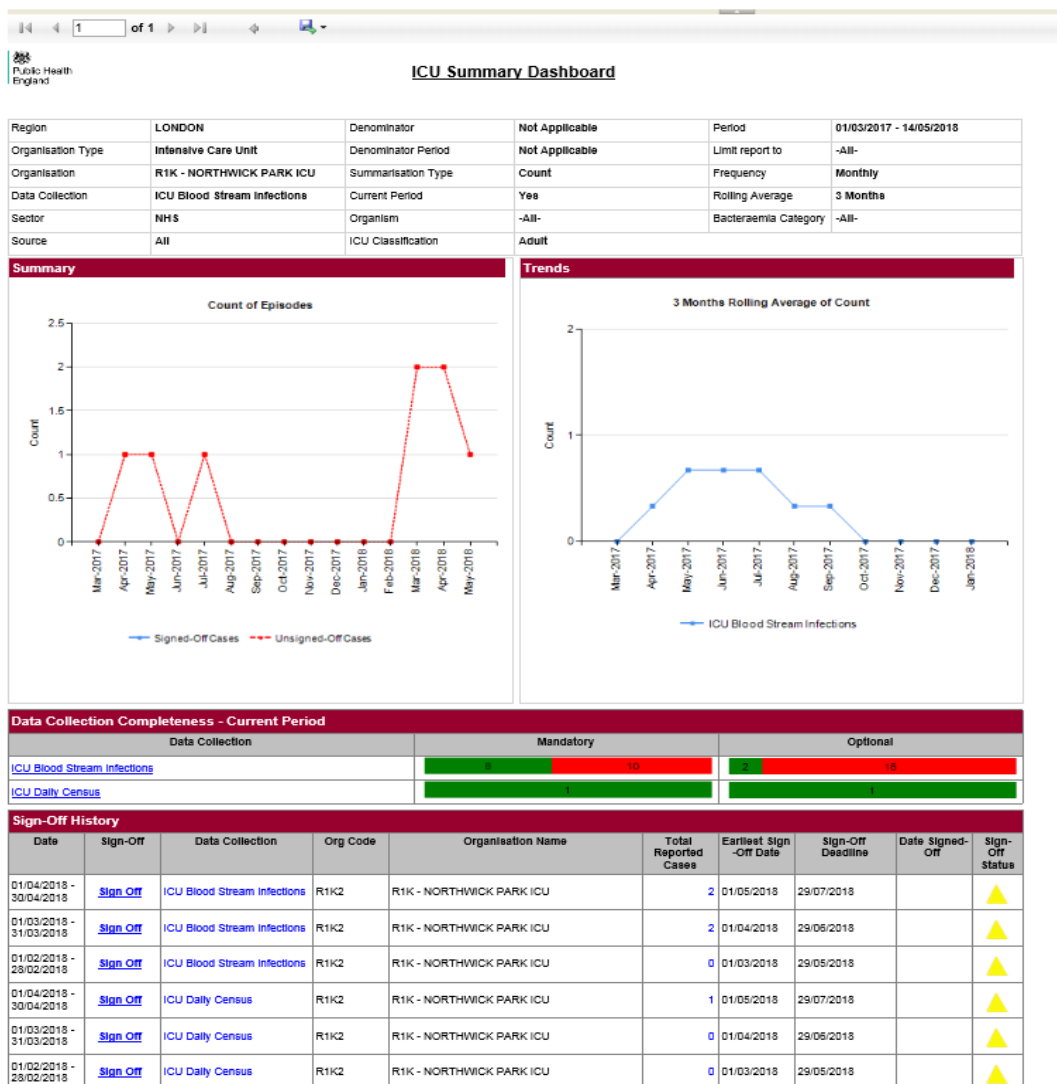 1 of 1
Public Health
England
ICU Summary Dashboard
Region LONDON Denominator Not Applicable Period 01/03/2017 - 14/05/2018
Organisation Type Intensive Care Unit Denominator Period Not Applicable Limit report to -All-
Organisation R1K - NORTHWICK PARK ICU Summarisation Type Count Frequency Monthly
Data Collection ICU Blood Stream Infections Current Period Yes Rolling Average 3 Months
Sector NHS Organism -All- Bacteraemia Category -All-
Source All ICU Classification Adult
Summary
Count of Episodes
2.5
2
1.5
1
0.5
0
Count
Mar-2017
Apr-2017
May-2017
Jun-2017
Jul-2017
Aug-2017
Sep-2017
Oct-2017
Nov-2017
Dec-2017
Jan-2018
Feb-2018
Mar-2018
Apr-2018
May-2018
Signed-Off Cases Unsigned-Off Cases
Trends
3 Months Rolling Average of Count
2
1
0
Count
Mar-2017
Apr-2017
May-2017
Jun-2017
Jul-2017
Aug-2017
Sep-2017
Oct-2017
Nov-2017
Dec-2017
Jan-2018
ICU Blood Stream Infections
Data Collection Completeness - Current Period
Data Collection Mandatory Optional
ICU Blood Stream Infections 8 10 2 16
ICU Daily Census 1 1
Sign-Off History
Date Sign-Off Data Collection Org Code Organisation Name Total Earliest Sign Sign-Off Date Signed- Sign-
Reported -Off Date Deadline Off Off
Cases Status
01/04/2018 -
30/04/2018 Sign Off ICU Blood Stream Infections R1K2 R1K - NORTHWICK PARK ICU 2 01/05/2018 29/07/2018
01/03/2018 -
31/03/2018 Sign Off ICU Blood Stream Infections R1K2 R1K - NORTHWICK PARK ICU 2 01/04/2018 29/06/2018
01/02/2018 -
28/02/2018 Sign Off ICU Blood Stream Infections R1K2 R1K - NORTHWICK PARK ICU 0 01/03/2018 29/05/2018
01/04/2018 -
30/04/2018 Sign Off ICU Daily Census R1K2 R1K - NORTHWICK PARK ICU 1 01/05/2018 29/07/2018
01/03/2018 -
31/03/2018 Sign Off ICU Daily Census R1K2 R1K - NORTHWICK PARK ICU 0 01/04/2018 29/06/2018
01/02/2018 -
28/02/2018 Sign Off ICU Daily Census R1K2 R1K - NORTHWICK PARK ICU 0 01/03/2018 29/05/2018